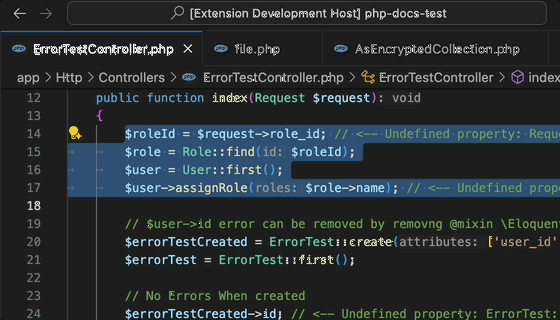 [Extension Development Host] php-docs-test
ErrorTestController.php file.php AsEncryptedCollection.php
app > Http > Controllers > ErrorTestController.php > ErrorTestController > index
12 public function index(Request $request): void
13 {
14 $roleId = $request->role_id; // <-- Undefined property: Requ
15 $role = Role::find(id: $roleId);
16 $user = User::first();
17 $user->assignRole(roles: $role->name); // <-- Undefined prope
18
19 // $user->id error can be removed by removng @mixin \Eloquen
20 $errorTestCreated = ErrorTest::create(attributes: ['user_id'
21 $errorTest = ErrorTest::first();
22
23 // No Errors When created
24 $errorTestCreated->id; // <-- Undefined property: ErrorTest: